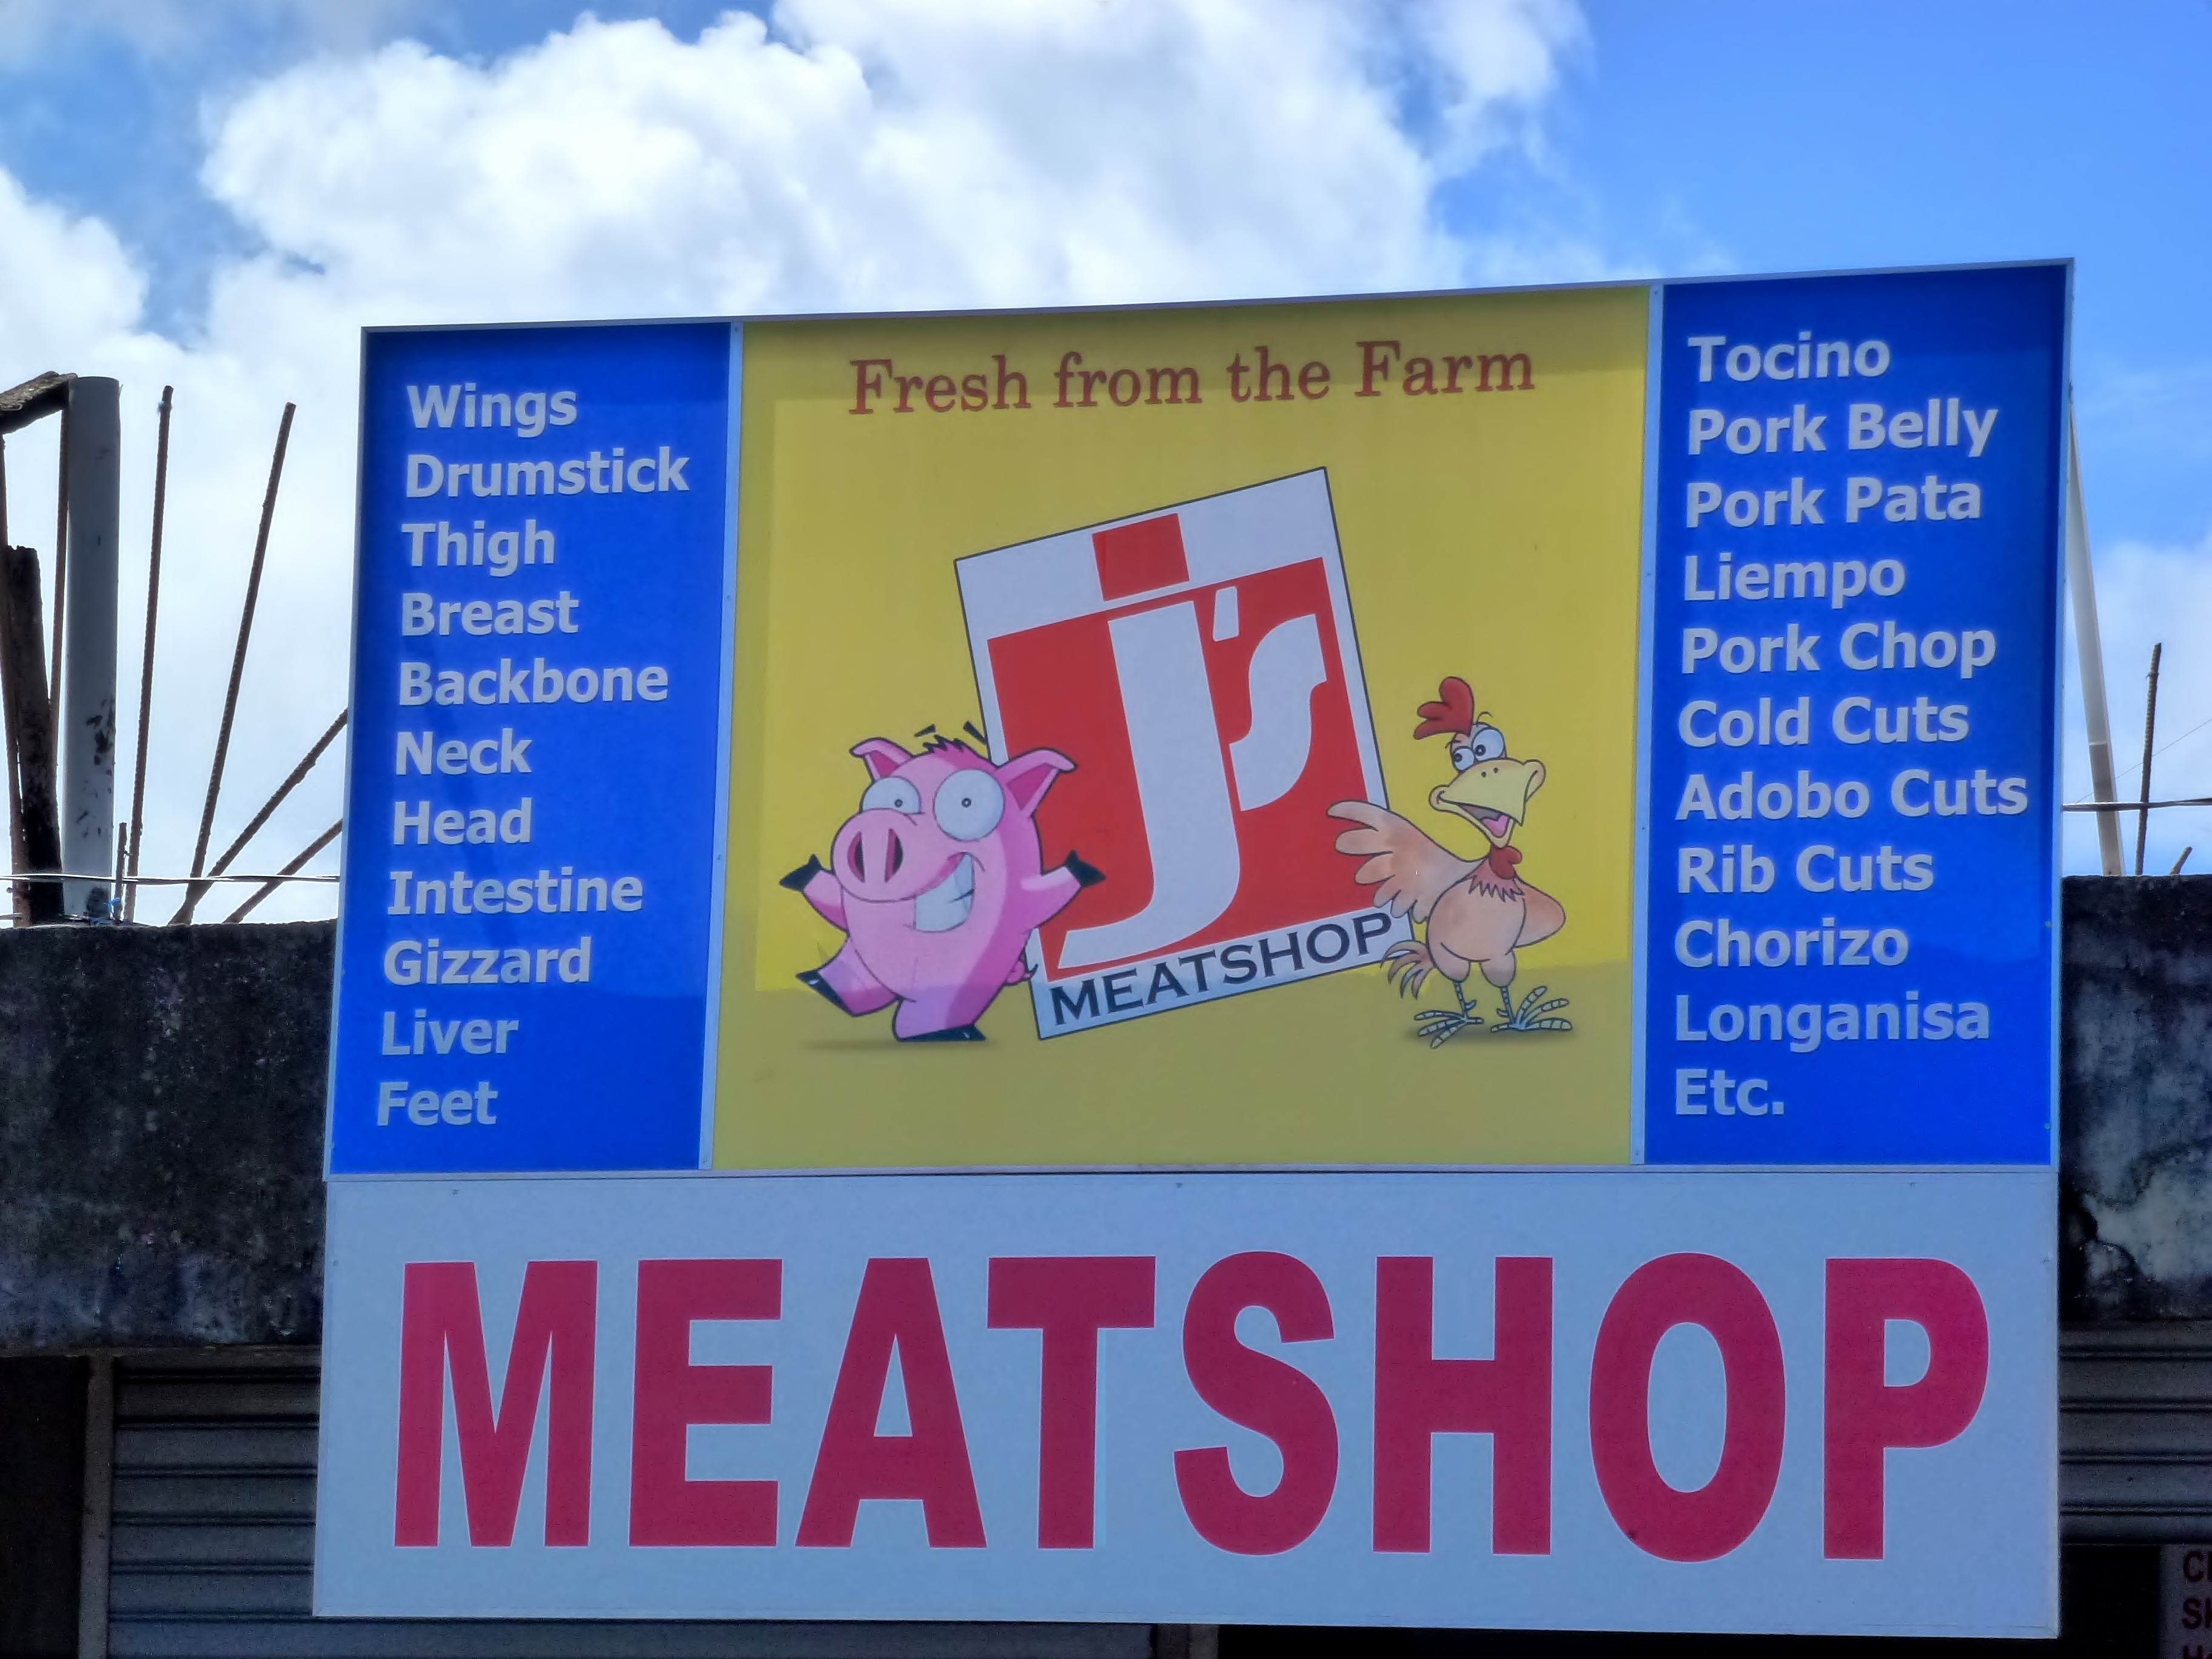 Wings
Drumstick
Thigh
Breast
Backbone
Neck
Head
Intestine
Gizzard
Liver
Feet
Fresh from the Farm
j's
MEATSHOP
Tocino
Pork Belly
Pork Pata
Liempo
Pork Chop
Cold Cuts
Adobo Cuts
Rib Cuts
Chorizo
Longanisa
Etc.
MEATSHOP